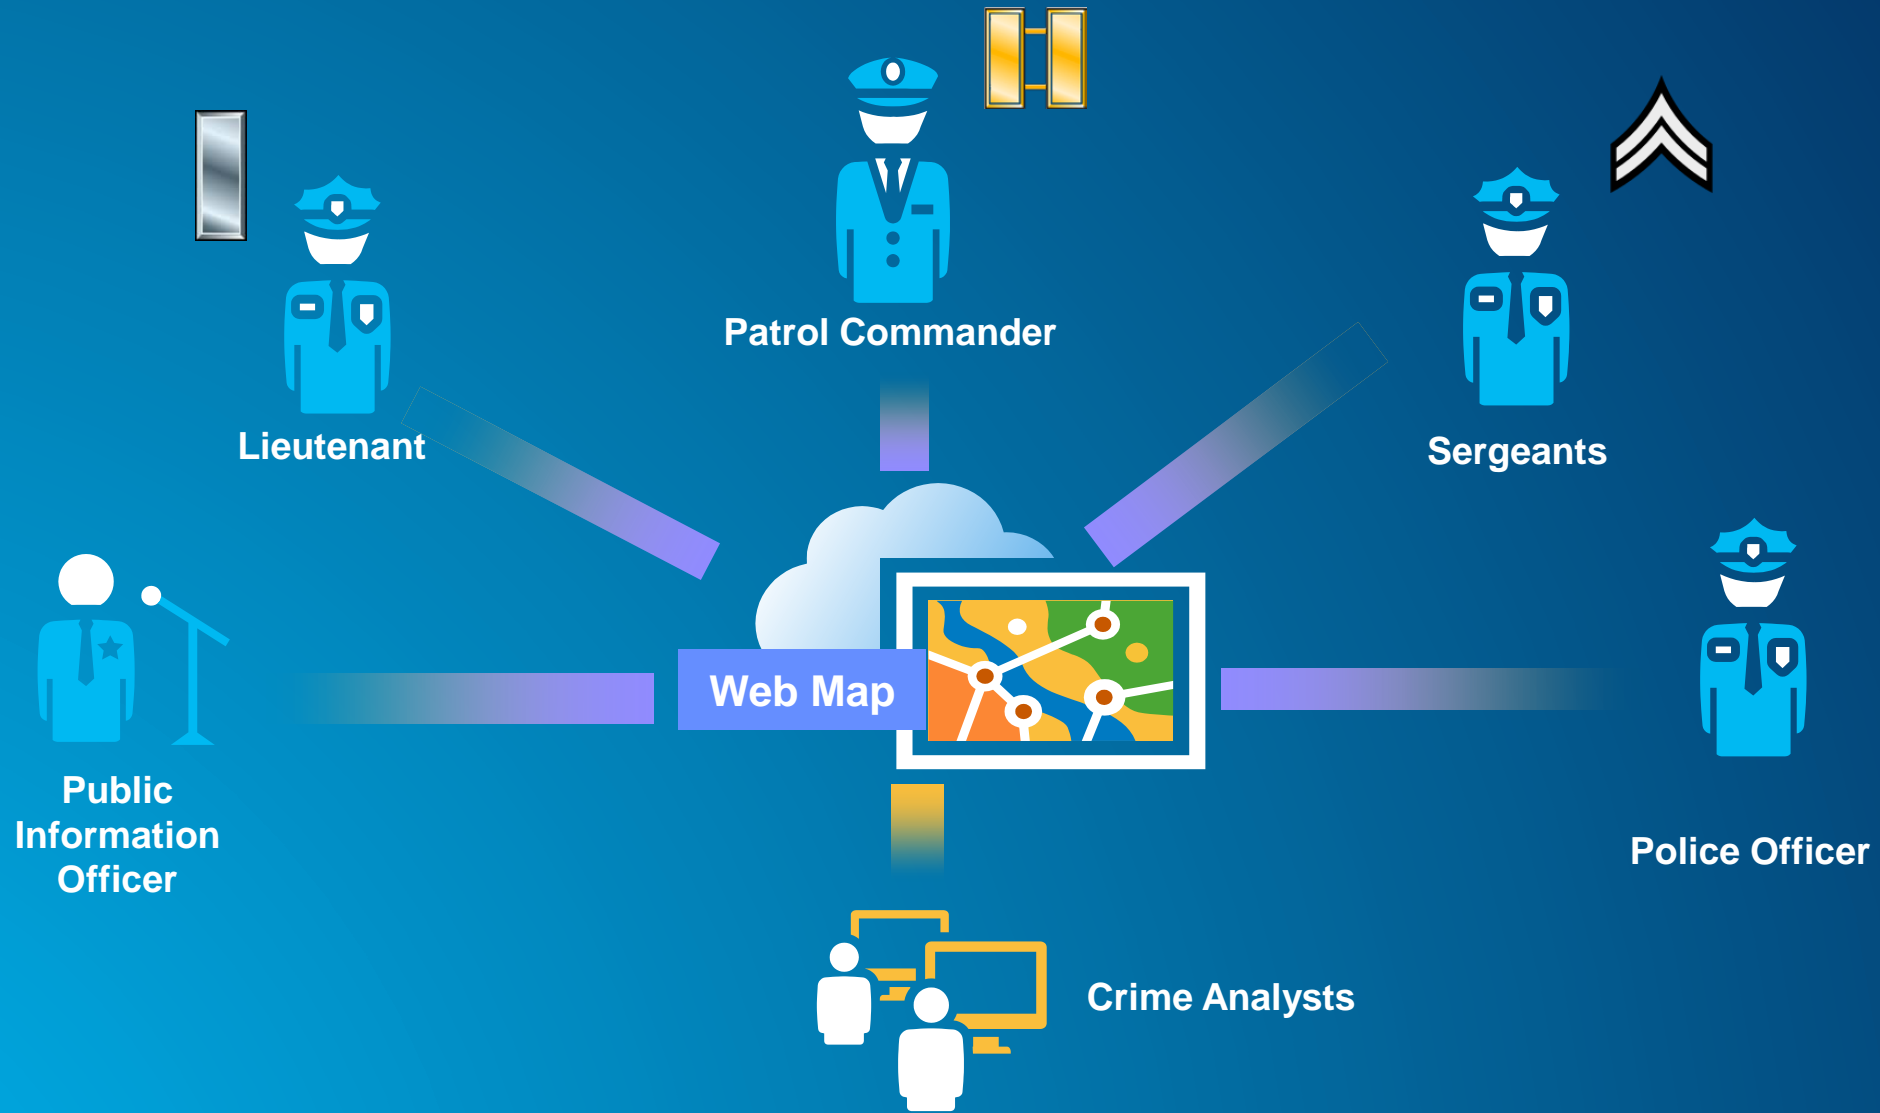 Patrol Commander
Lieutenant
Sergeants
Web Map
Public
Information
Officer
Police Officer
Crime Analysts